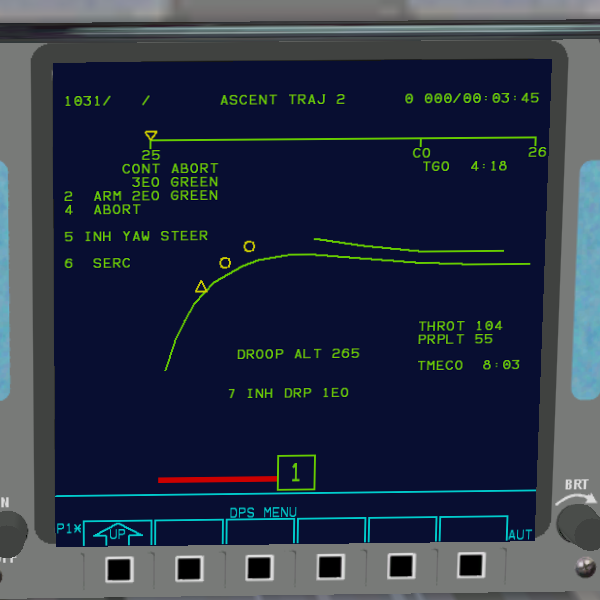 1031/ / ASCENT TRAJ 2 0 000/00:03:45
25 CO 26
CONT ABORT TGO 4:18
3EO GREEN
2 ARM 2EO GREEN
4 ABORT
5 INH YAW STEER
6 SERC
THROT 104
PRPLT 55
DROOP ALT 265
TMECO 8:03
7 INH DRP 1EO
1
BRT
DPS MENU
P1* UP AUT